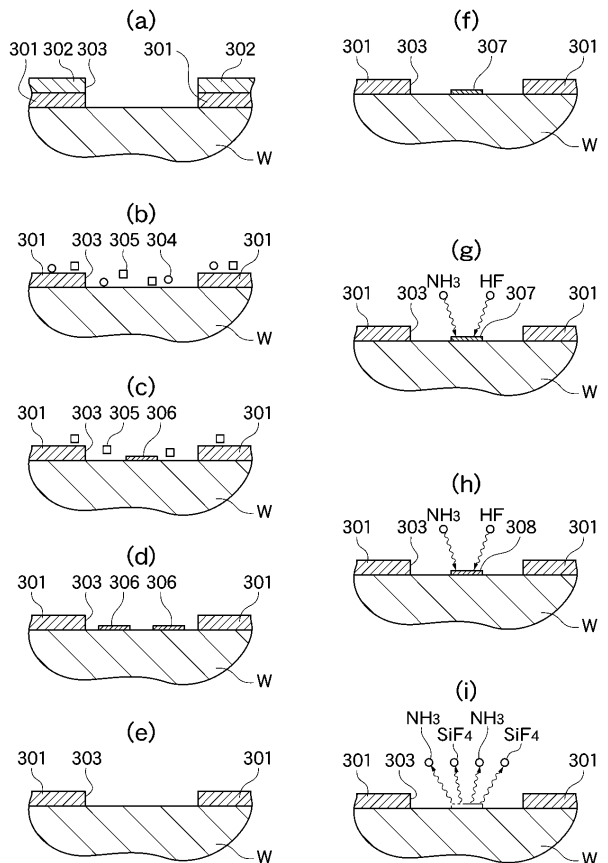 (a)
301 302 303 301 302
W
(b)
301 303 305 304 301
W
(c)
301 303 305 306 301
W
(d)
301 303 306 306 301
W
(e)
301 303 301
W
(f)
301 303 307 301
W
(g)
NH3 HF
301 303 307 301
W
(h)
NH3 HF
301 303 308 301
W
(i)
NH3 NH3
SiF4 SiF4
301 303 301
W